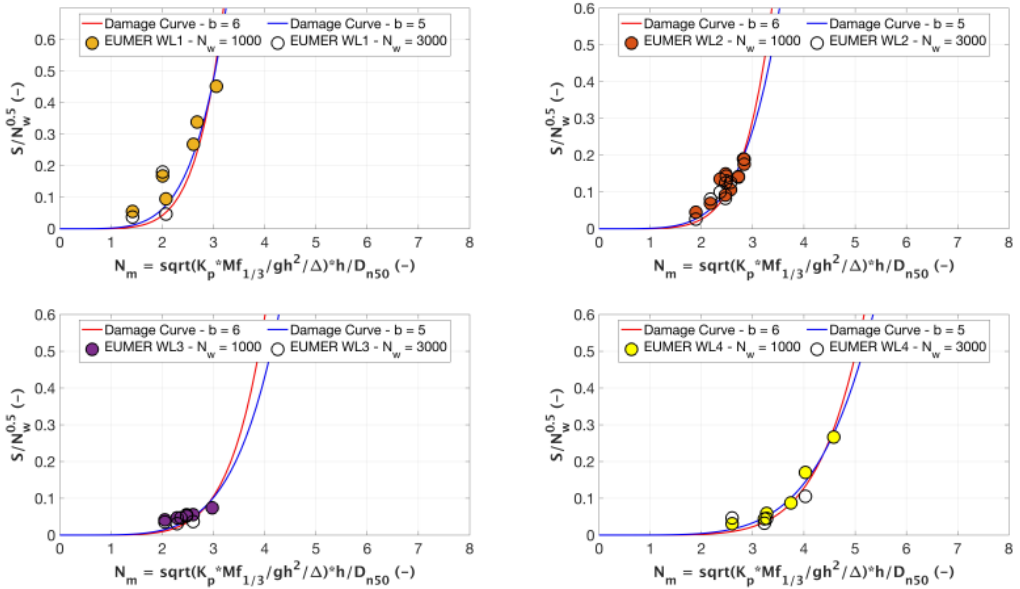 Damage Curve - b = 6 Damage Curve - b = 5
EUMER WL1 - N_w = 1000 EUMER WL1 - N_w = 3000
0.6
0.5
0.4
0.3
0.2
0.1
0
S/N_w^0.5 (-)
0 1 2 3 4 5 6 7 8
N_m = sqrt(K_p*Mf_1/3/gh^2/Δ)*h/D_n50 (-)
Damage Curve - b = 6 Damage Curve - b = 5
EUMER WL2 - N_w = 1000 EUMER WL2 - N_w = 3000
0.6
0.5
0.4
0.3
0.2
0.1
0
S/N_w^0.5 (-)
0 1 2 3 4 5 6 7 8
N_m = sqrt(K_p*Mf_1/3/gh^2/Δ)*h/D_n50 (-)
Damage Curve - b = 6 Damage Curve - b = 5
EUMER WL3 - N_w = 1000 EUMER WL3 - N_w = 3000
0.6
0.5
0.4
0.3
0.2
0.1
0
S/N_w^0.5 (-)
0 1 2 3 4 5 6 7 8
N_m = sqrt(K_p*Mf_1/3/gh^2/Δ)*h/D_n50 (-)
Damage Curve - b = 6 Damage Curve - b = 5
EUMER WL4 - N_w = 1000 EUMER WL4 - N_w = 3000
0.6
0.5
0.4
0.3
0.2
0.1
0
S/N_w^0.5 (-)
0 1 2 3 4 5 6 7 8
N_m = sqrt(K_p*Mf_1/3/gh^2/Δ)*h/D_n50 (-)